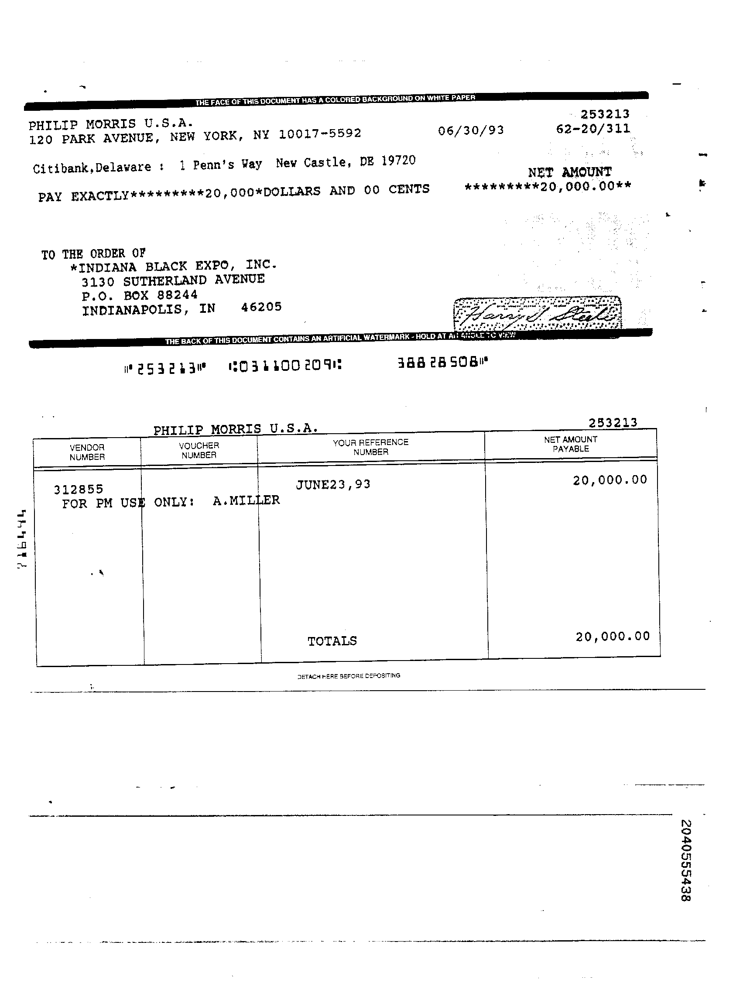 THE FACE OF THIS DOCUMENT HAS A COLORED BACKGROUND ON WHITE PAPER
253213
PHILIP MORRIS U.S.A.
120 PARK AVENUE, NEW YORK, NY 10017-5592 06/30/93 62-20/311
Citibank,Delaware : 1 Penn's Way New Castle, DE 19720
NET AMOUNT
PAY EXACTLY*********20,000*DOLLARS AND 00 CENTS *********20,000.00**
TO THE ORDER OF
*INDIANA BLACK EXPO, INC.
3130 SUTHERLAND AVENUE
P.O. BOX 88244
INDIANAPOLIS, IN 46205
Harry J. Steele
THE BACK OF THIS DOCUMENT CONTAINS AN ARTIFICIAL WATERMARK - HOLD AT AN ANGLE TO VIEW
⑈253213⑈ ⑆031100209⑆ 38828508⑈
PHILIP MORRIS U.S.A. 253213
VENDOR NUMBER VOUCHER NUMBER YOUR REFERENCE NUMBER NET AMOUNT PAYABLE
312855 JUNE23,93 20,000.00
FOR PM USE ONLY: A.MILLER
TOTALS 20,000.00
DETACH HERE BEFORE DEPOSITING
2040555438